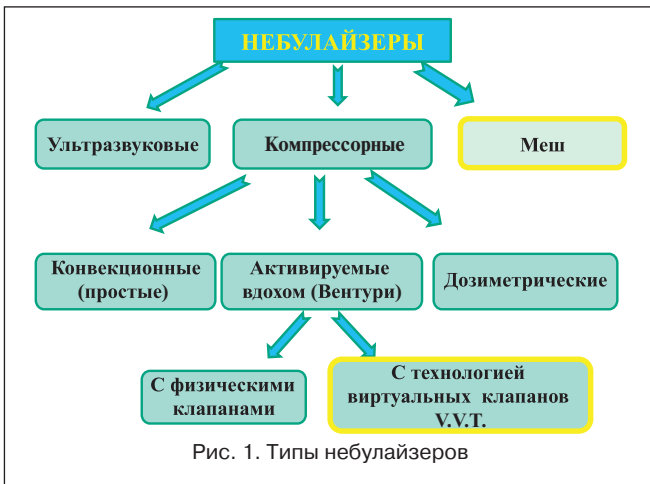 НЕБУЛАЙЗЕРЫ
Ультразвуковые
Компрессорные
Меш
Конвекционные
(простые)
Активируемые
вдохом (Вентури)
Дозиметрические
С физическими
клапанами
С технологией
виртуальных клапанов
V.V.T.
Рис. 1. Типы небулайзеров